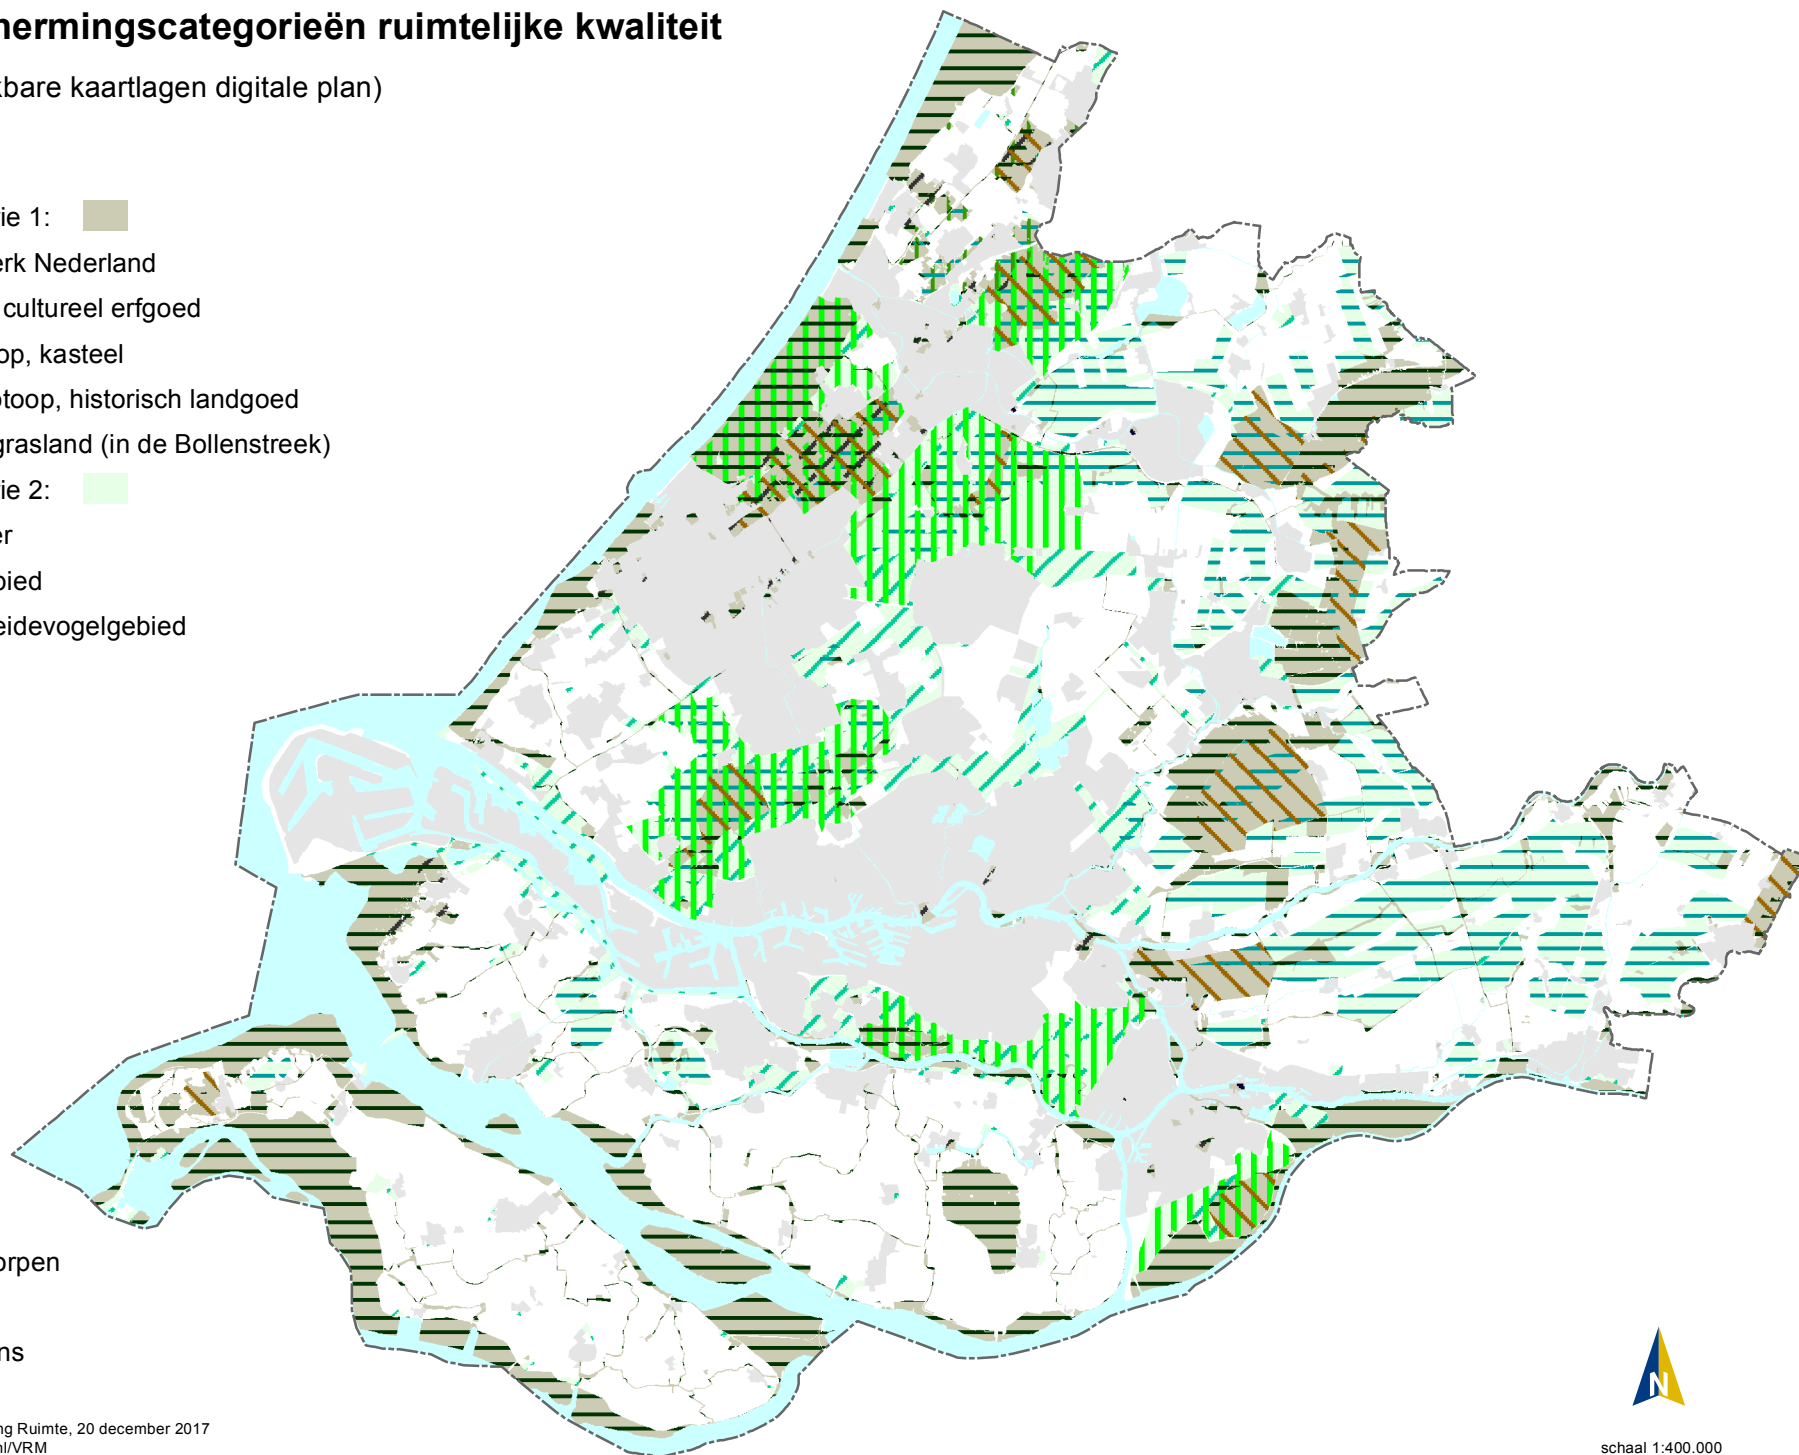 hermingscategorieën ruimtelijke kwaliteit
kbare kaartlagen digitale plan)
ie 1:
erk Nederland
cultureel erfgoed
op, kasteel
otoop, historisch landgoed
grasland (in de Bollenstreek)
ie 2:
er
bied
eidevogelgebied
orpen
ns
ng Ruimte, 20 december 2017
nl/VRM
N
schaal 1:400.000